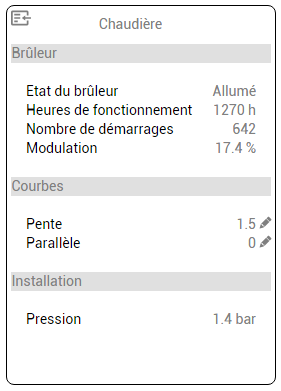 Chaudière
Brûleur
Etat du brûleur Allumé
Heures de fonctionnement 1270 h
Nombre de démarrages 642
Modulation 17.4 %
Courbes
Pente 1.5
Parallèle 0
Installation
Pression 1.4 bar